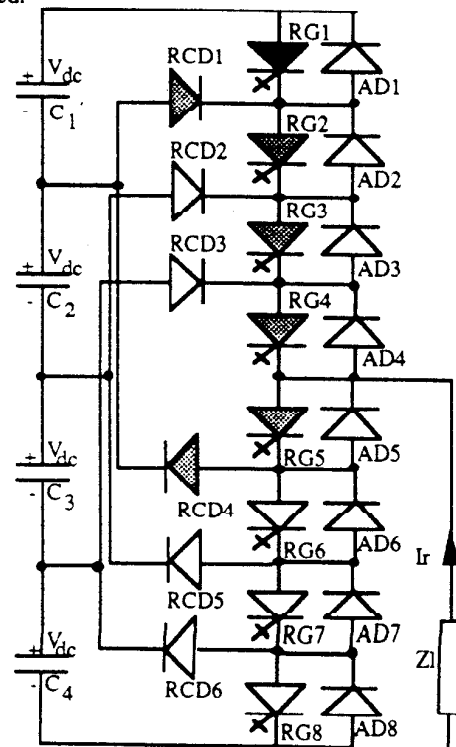 RG1
RCD1
+ Vdc
- C1
AD1
RG2
RCD2
AD2
RG3
RCD3
+ Vdc
- C2
AD3
RG4
AD4
+ Vdc
- C3
RG5
AD5
RCD4
RG6
AD6
Ir
RCD5
RG7
AD7
Zl
RCD6
+ Vdc
- C4
RG8
AD8